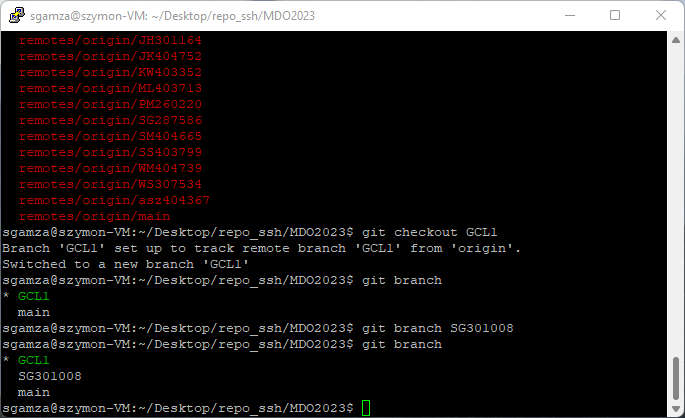 sgamza@szymon-VM: ~/Desktop/repo_ssh/MDO2023
remotes/origin/JH301164
remotes/origin/JK404752
remotes/origin/KW403352
remotes/origin/ML403713
remotes/origin/PM260220
remotes/origin/SG287586
remotes/origin/SM404665
remotes/origin/SS403799
remotes/origin/WM404739
remotes/origin/WS307534
remotes/origin/asz404367
remotes/origin/main
sgamza@szymon-VM:~/Desktop/repo_ssh/MDO2023$ git checkout GCL1
Branch 'GCL1' set up to track remote branch 'GCL1' from 'origin'.
Switched to a new branch 'GCL1'
sgamza@szymon-VM:~/Desktop/repo_ssh/MDO2023$ git branch
* GCL1
main
sgamza@szymon-VM:~/Desktop/repo_ssh/MDO2023$ git branch SG301008
sgamza@szymon-VM:~/Desktop/repo_ssh/MDO2023$ git branch
* GCL1
SG301008
main
sgamza@szymon-VM:~/Desktop/repo_ssh/MDO2023$